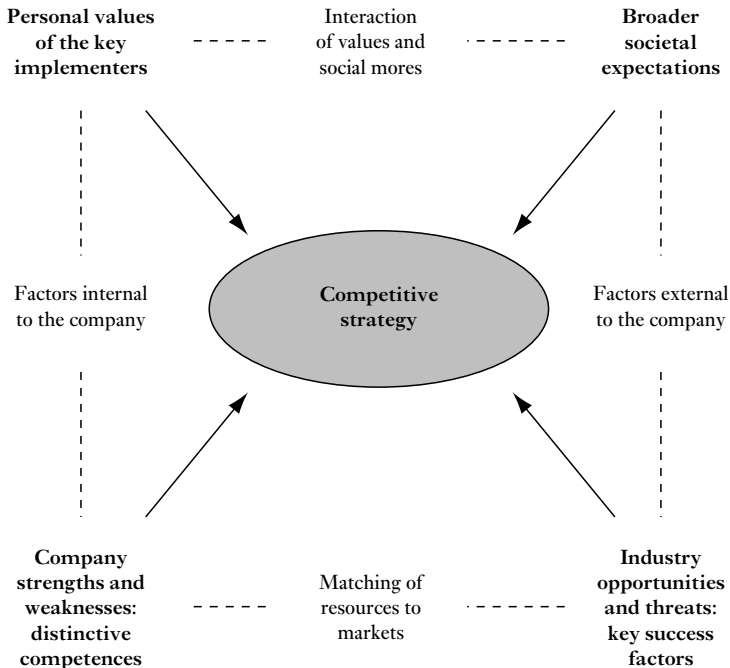 Personal values
of the key
implementers
Interaction
of values and
social mores
Broader
societal
expectations
Factors internal
to the company
Competitive
strategy
Factors external
to the company
Company
strengths and
weaknesses:
distinctive
competences
Matching of
resources to
markets
Industry
opportunities
and threats:
key success
factors